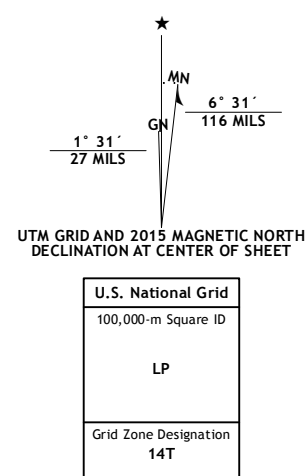 ★
MN
GN
6° 31´
116 MILS
1° 31´
27 MILS
UTM GRID AND 2015 MAGNETIC NORTH
DECLINATION AT CENTER OF SHEET
U.S. National Grid
100,000-m Square ID
LP
Grid Zone Designation
14T